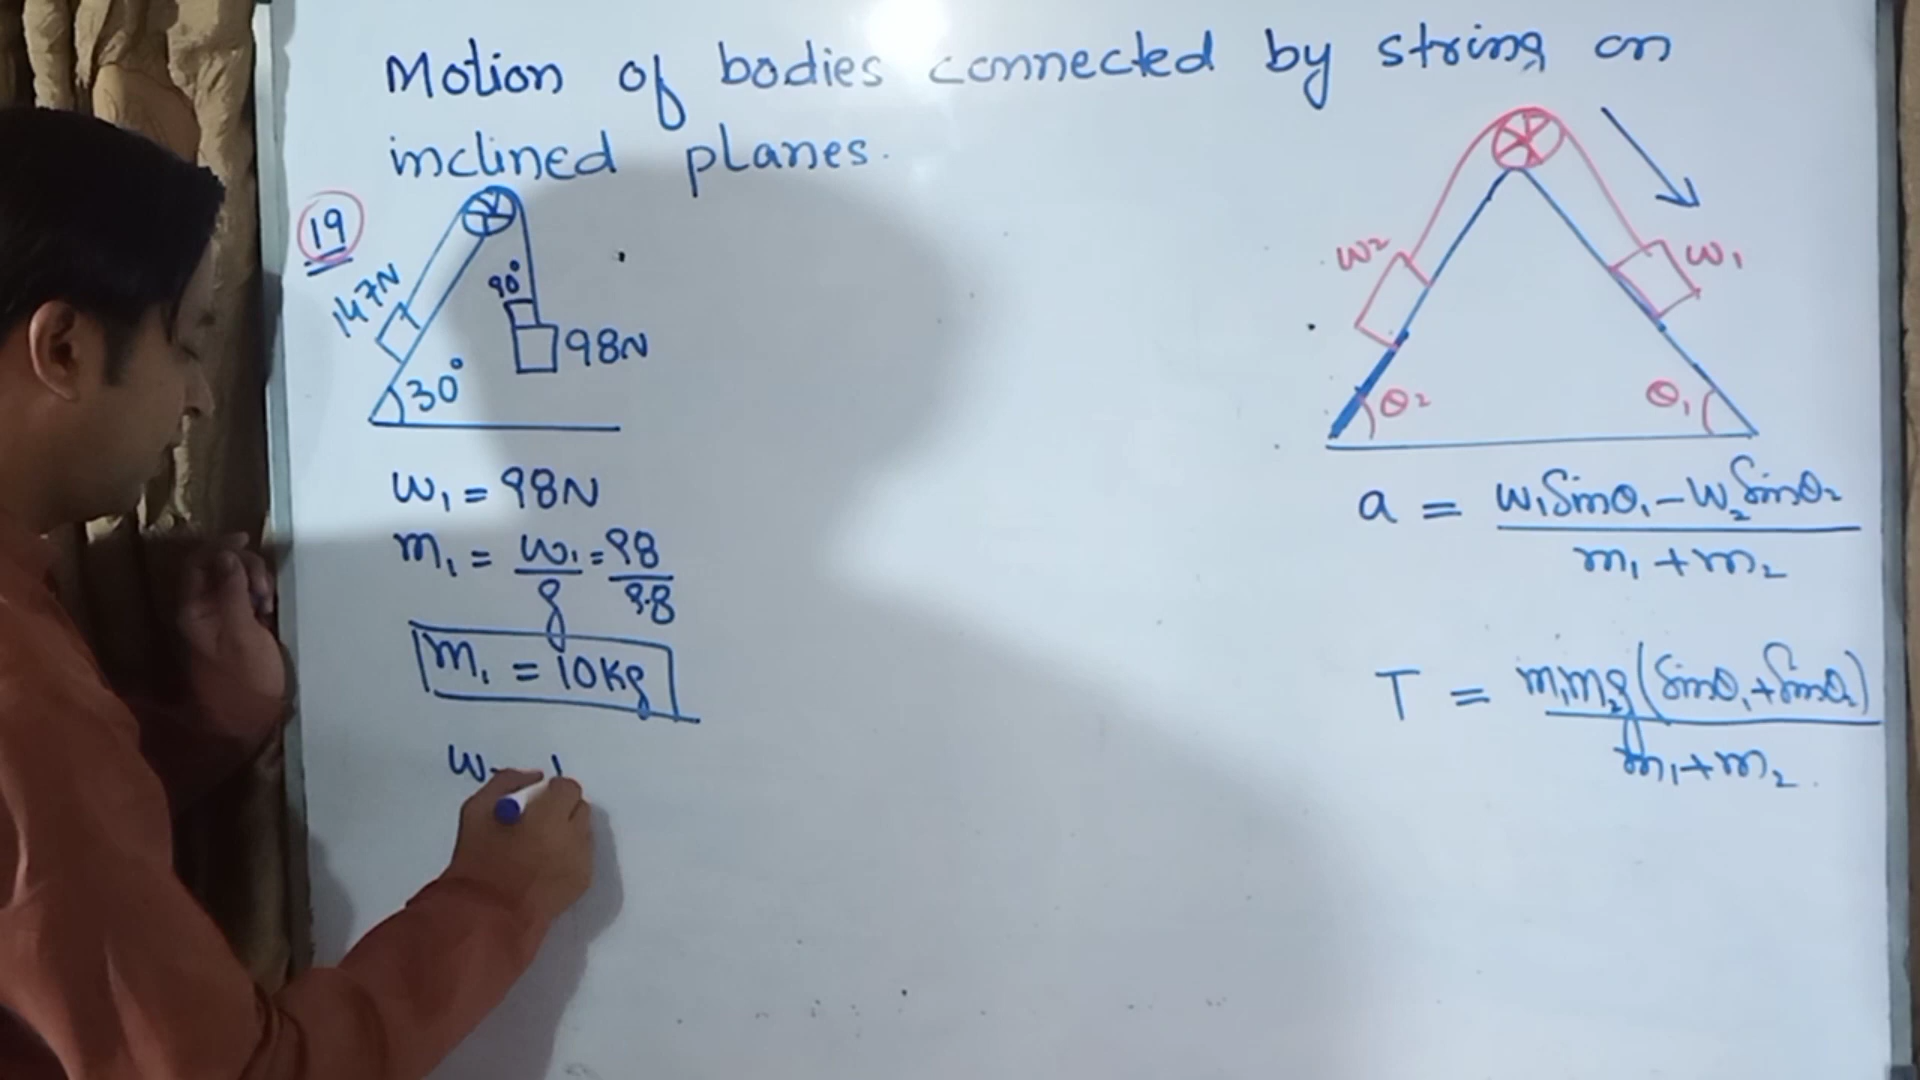 Motion of bodies connected by string on
inclined planes.
19
147N
90°
98N
30°
W₁ = 98N
m₁ = W₁/g = 98/9.8
m₁ = 10Kg
W₂
W₁
θ₂
θ₁
a = (W₁Sinθ₁ - W₂Sinθ₂)/(m₁ + m₂)
T = m₁m₂g(Sinθ₁ + Sinθ₂)/(m₁ + m₂)